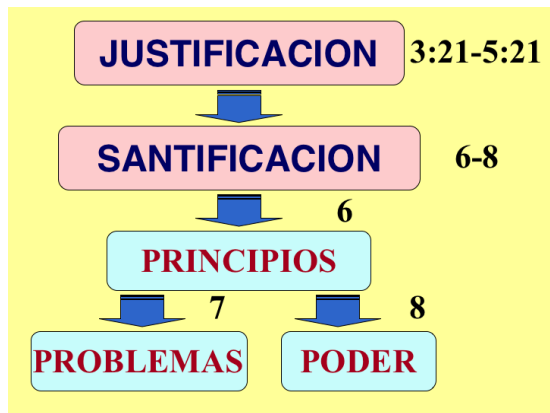 JUSTIFICACION 3:21-5:21
SANTIFICACION 6-8
6
PRINCIPIOS
7 8
PROBLEMAS PODER